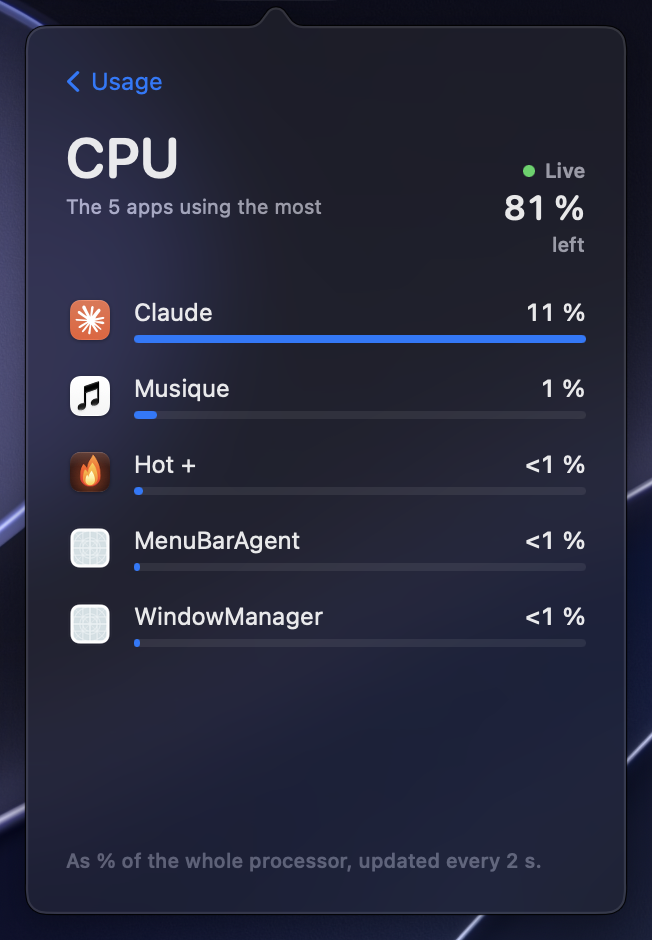 Usage
CPU
The 5 apps using the most
Live
81 %
left
Claude 11 %
Musique 1 %
Hot + <1 %
MenuBarAgent <1 %
WindowManager <1 %
As % of the whole processor, updated every 2 s.